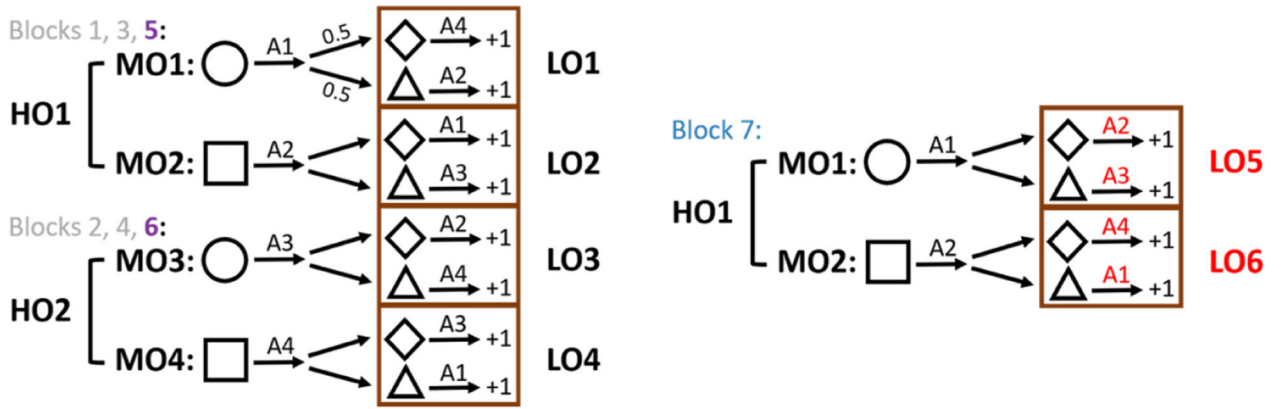 Blocks 1, 3, 5:
HO1
MO1: A1 0.5 0.5 A4 +1 A2 +1 LO1
MO2: A2 A1 +1 A3 +1 LO2
Blocks 2, 4, 6:
HO2
MO3: A3 A2 +1 A4 +1 LO3
MO4: A4 A3 +1 A1 +1 LO4
Block 7:
HO1
MO1: A1 A2 +1 A3 +1 LO5
MO2: A2 A4 +1 A1 +1 LO6